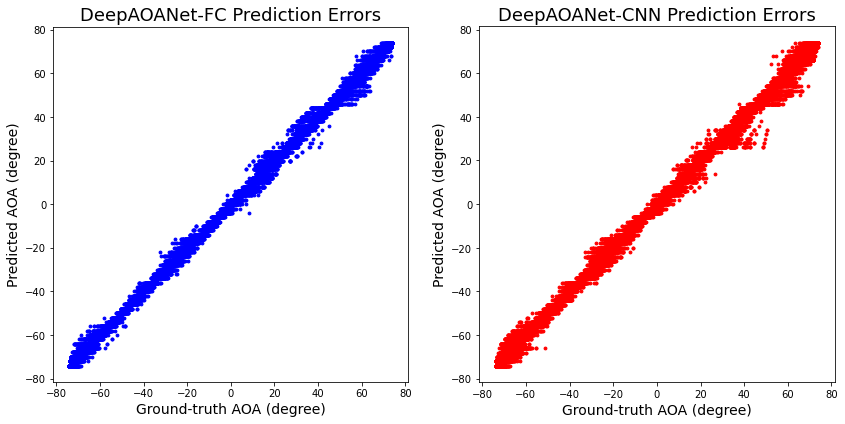 DeepAOANet-FC Prediction Errors
80
60
40
20
0
−20
−40
−60
−80
Predicted AOA (degree)
−80 −60 −40 −20 0 20 40 60 80
Ground-truth AOA (degree)
DeepAOANet-CNN Prediction Errors
80
60
40
20
0
−20
−40
−60
−80
Predicted AOA (degree)
−80 −60 −40 −20 0 20 40 60 80
Ground-truth AOA (degree)